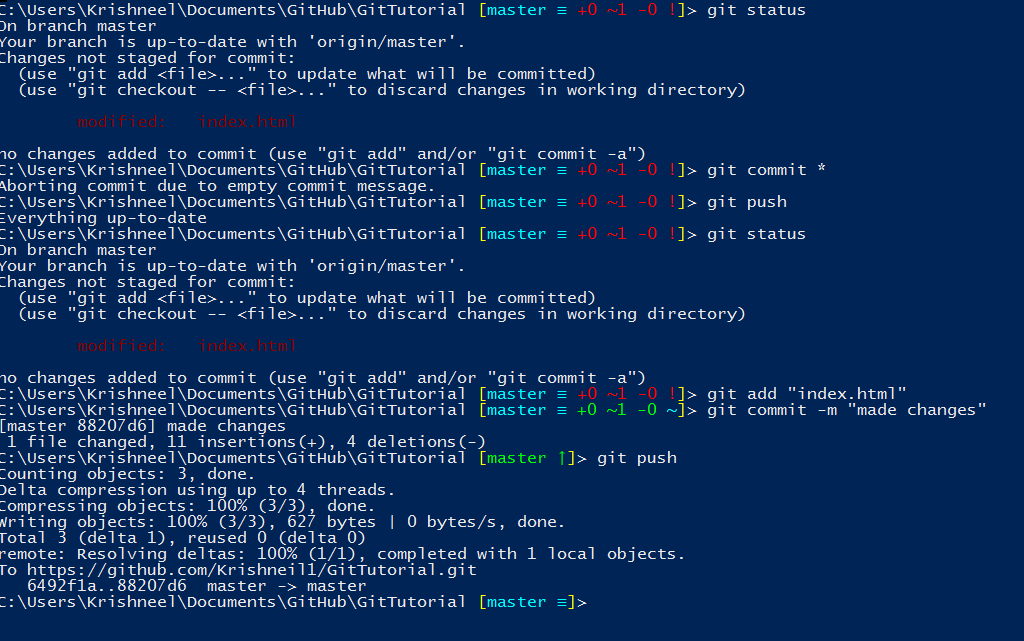 C:\Users\Krishneel\Documents\GitHub\GitTutorial [master ≡ +0 ~1 -0 !]> git status
On branch master
Your branch is up-to-date with 'origin/master'.
Changes not staged for commit:
  (use "git add <file>..." to update what will be committed)
  (use "git checkout -- <file>..." to discard changes in working directory)
        modified:   index.html
no changes added to commit (use "git add" and/or "git commit -a")
C:\Users\Krishneel\Documents\GitHub\GitTutorial [master ≡ +0 ~1 -0 !]> git commit *
Aborting commit due to empty commit message.
C:\Users\Krishneel\Documents\GitHub\GitTutorial [master ≡ +0 ~1 -0 !]> git push
Everything up-to-date
C:\Users\Krishneel\Documents\GitHub\GitTutorial [master ≡ +0 ~1 -0 !]> git status
On branch master
Your branch is up-to-date with 'origin/master'.
Changes not staged for commit:
  (use "git add <file>..." to update what will be committed)
  (use "git checkout -- <file>..." to discard changes in working directory)
        modified:   index.html
no changes added to commit (use "git add" and/or "git commit -a")
C:\Users\Krishneel\Documents\GitHub\GitTutorial [master ≡ +0 ~1 -0 !]> git add "index.html"
C:\Users\Krishneel\Documents\GitHub\GitTutorial [master ≡ +0 ~1 -0 ~]> git commit -m "made changes"
[master 88207d6] made changes
 1 file changed, 11 insertions(+), 4 deletions(-)
C:\Users\Krishneel\Documents\GitHub\GitTutorial [master ↑]> git push
Counting objects: 3, done.
Delta compression using up to 4 threads.
Compressing objects: 100% (3/3), done.
Writing objects: 100% (3/3), 627 bytes | 0 bytes/s, done.
Total 3 (delta 1), reused 0 (delta 0)
remote: Resolving deltas: 100% (1/1), completed with 1 local objects.
To https://github.com/Krishneil1/GitTutorial.git
   6492f1a..88207d6  master -> master
C:\Users\Krishneel\Documents\GitHub\GitTutorial [master ≡]>